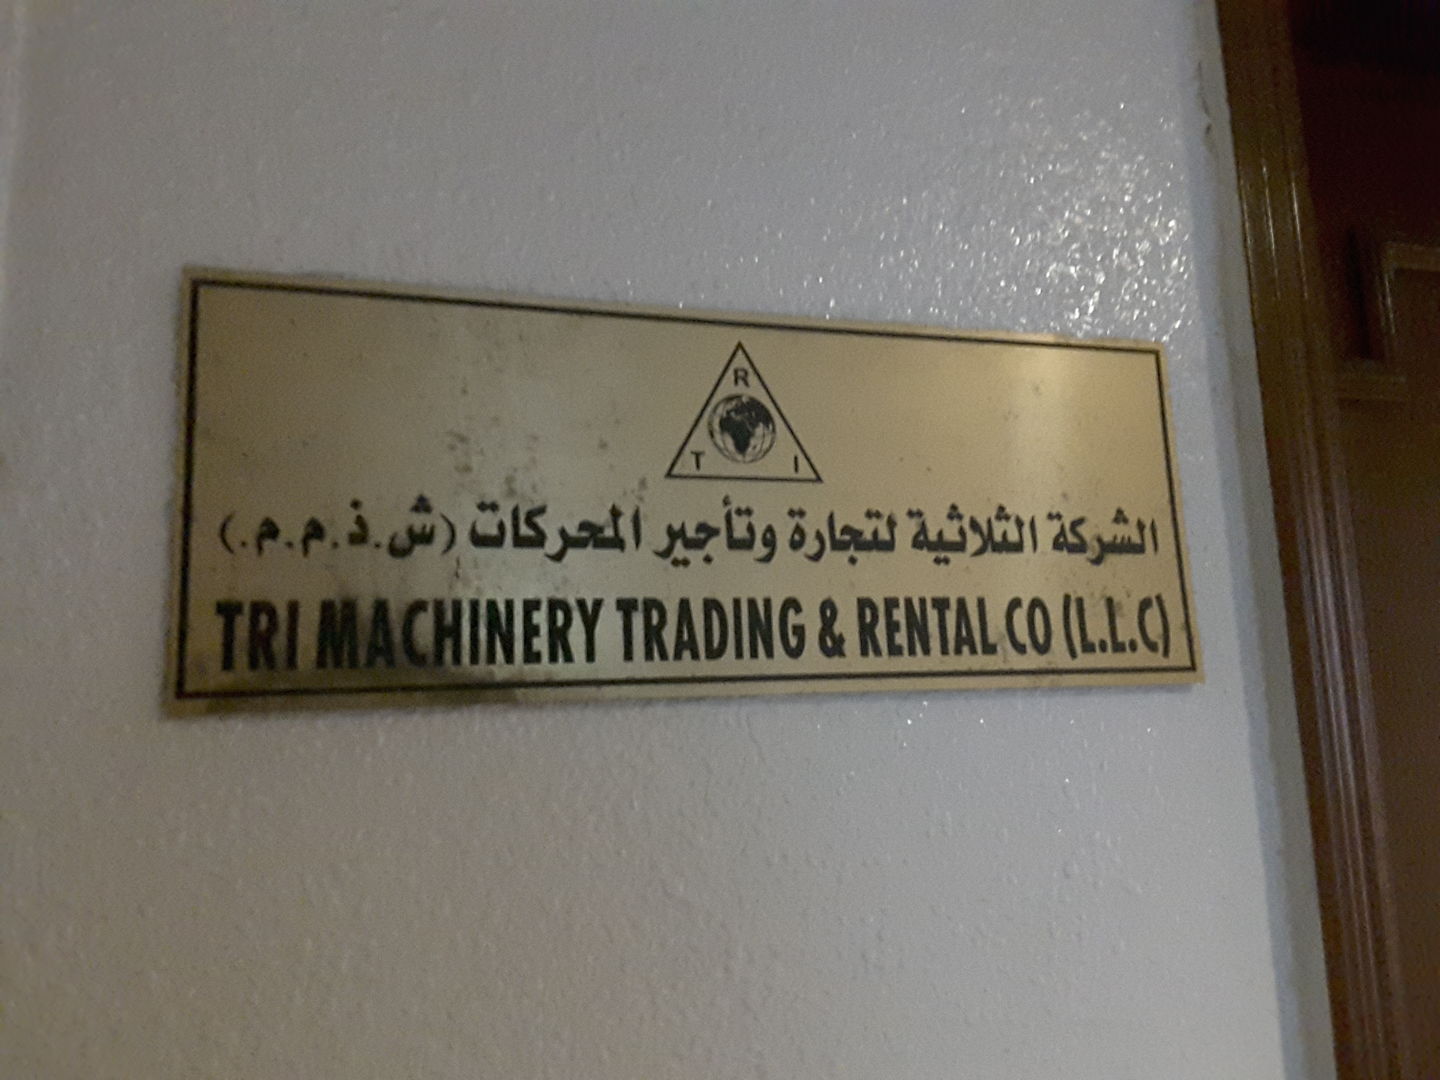 R
T I
الشركة الثلاثية لتجارة وتأجير المحركات (ش.ذ.م.م.)
TRI MACHINERY TRADING & RENTAL CO (L.L.C)